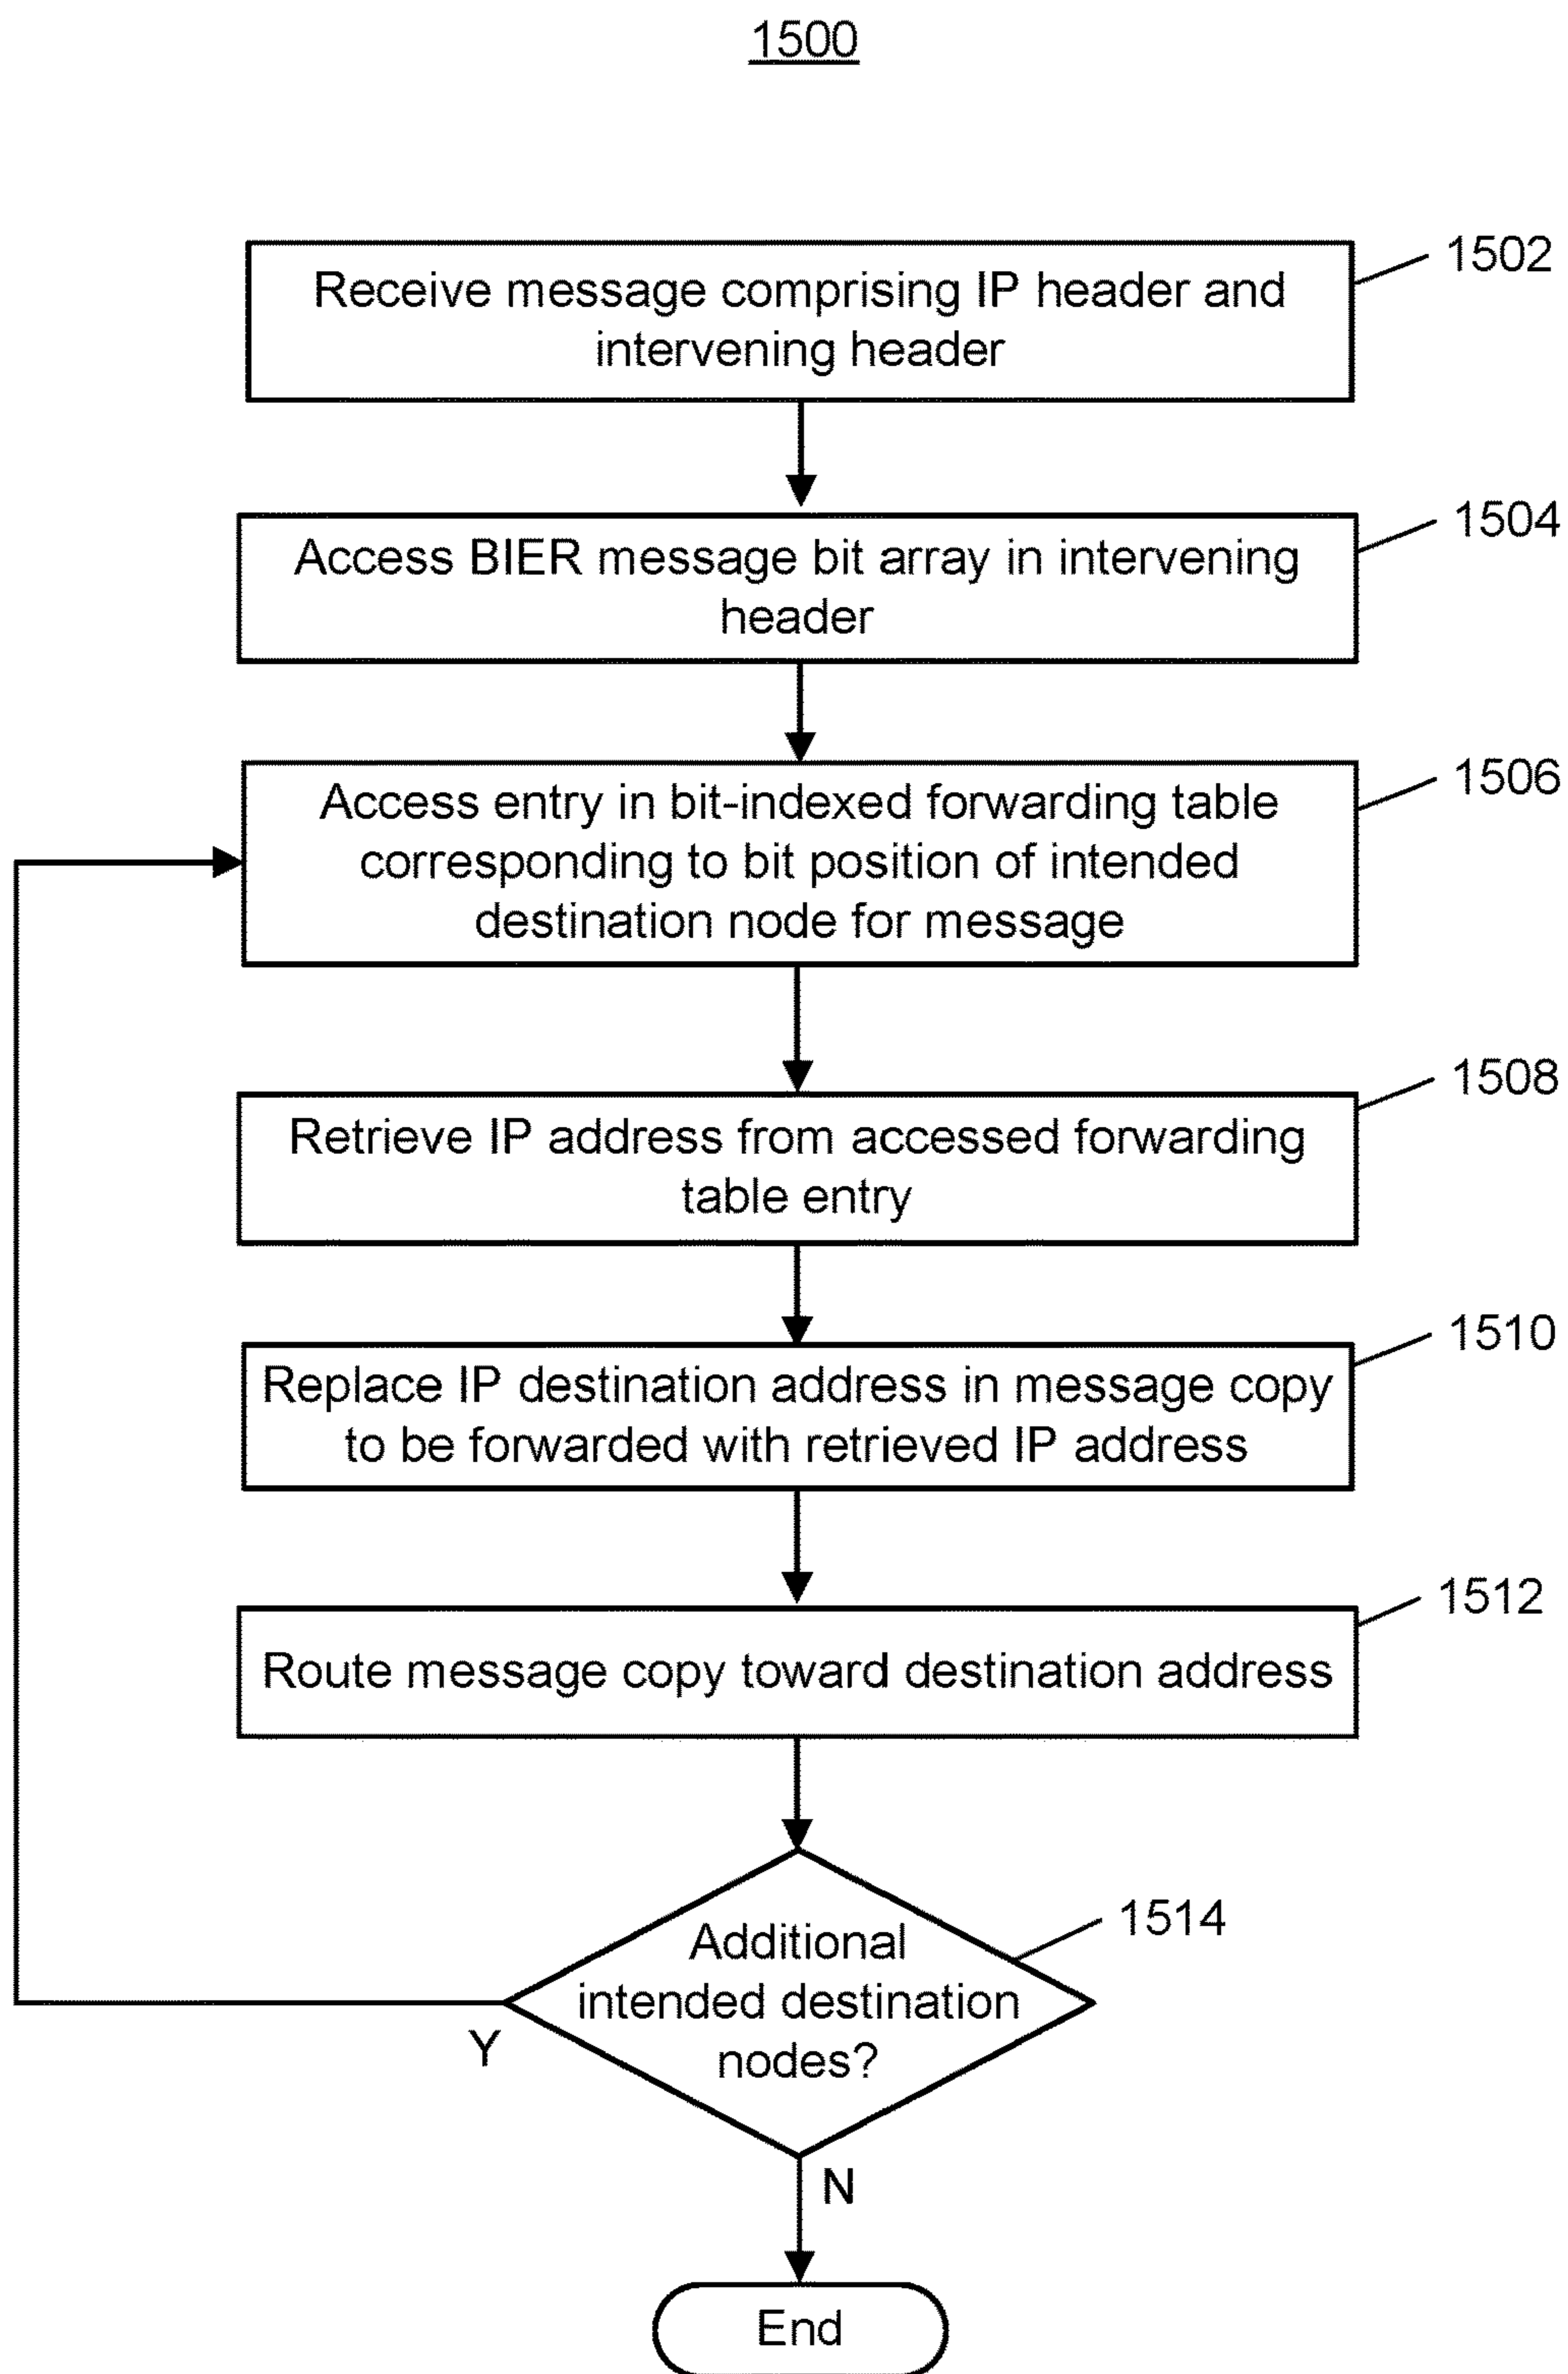 1500
Receive message comprising IP header and
intervening header
1502
Access BIER message bit array in intervening
header
1504
Access entry in bit-indexed forwarding table
corresponding to bit position of intended
destination node for message
1506
Retrieve IP address from accessed forwarding
table entry
1508
Replace IP destination address in message copy
to be forwarded with retrieved IP address
1510
Route message copy toward destination address
1512
Additional
intended destination
nodes?
1514
Y
N
End